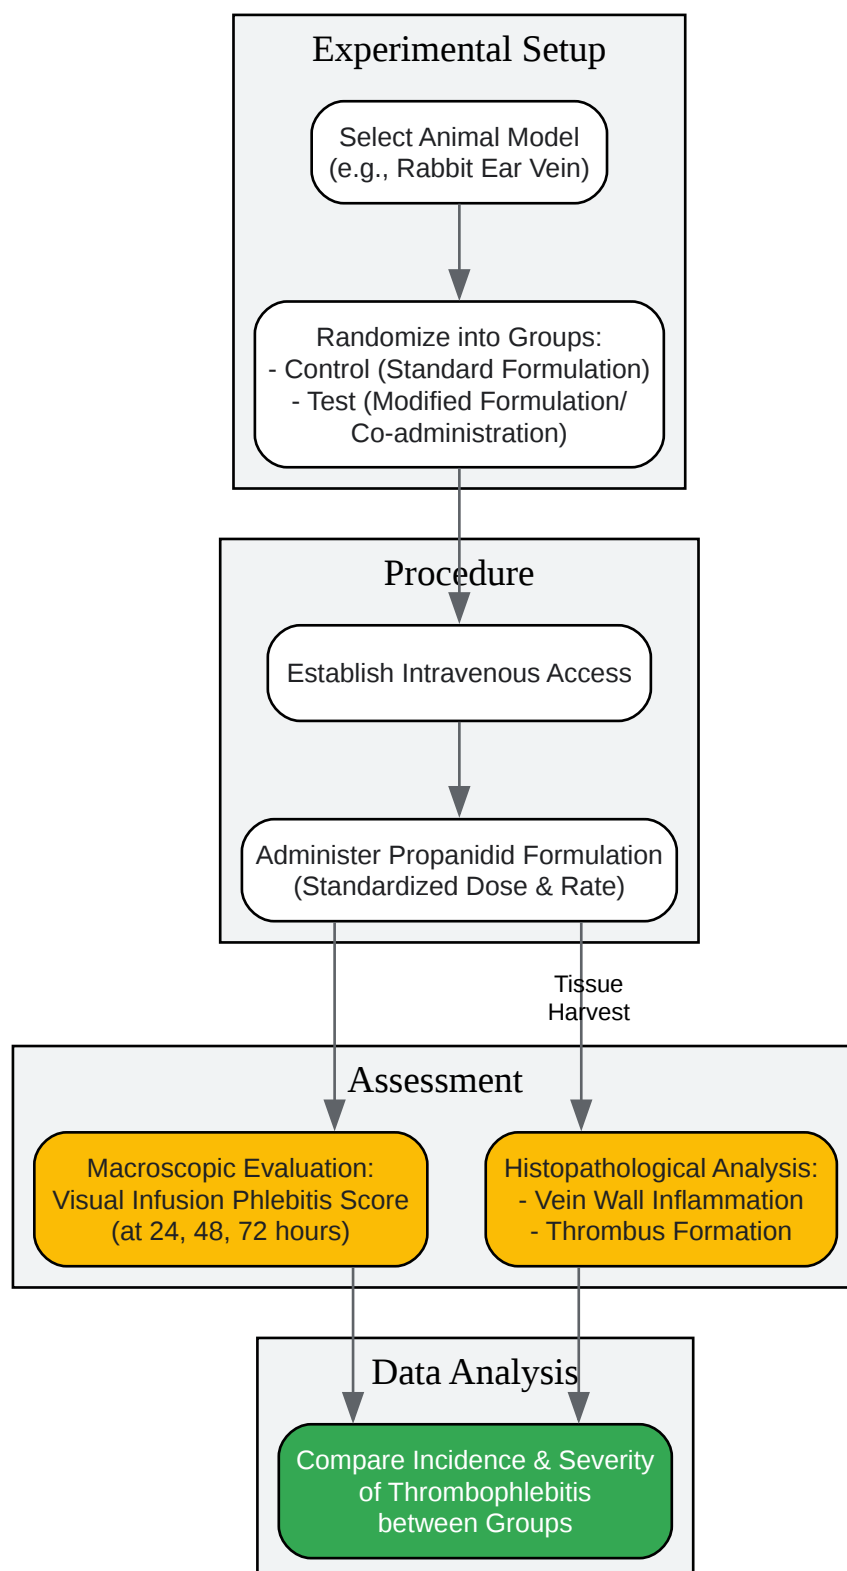 Experimental Setup
Select Animal Model
(e.g., Rabbit Ear Vein)
Randomize into Groups:
- Control (Standard Formulation)
- Test (Modified Formulation/
Co-administration)
Procedure
Establish Intravenous Access
Administer Propanidid Formulation
(Standardized Dose & Rate)
Tissue
Harvest
Assessment
Macroscopic Evaluation:
Visual Infusion Phlebitis Score
(at 24, 48, 72 hours)
Histopathological Analysis:
- Vein Wall Inflammation
- Thrombus Formation
Data Analysis
Compare Incidence & Severity
of Thrombophlebitis
between Groups